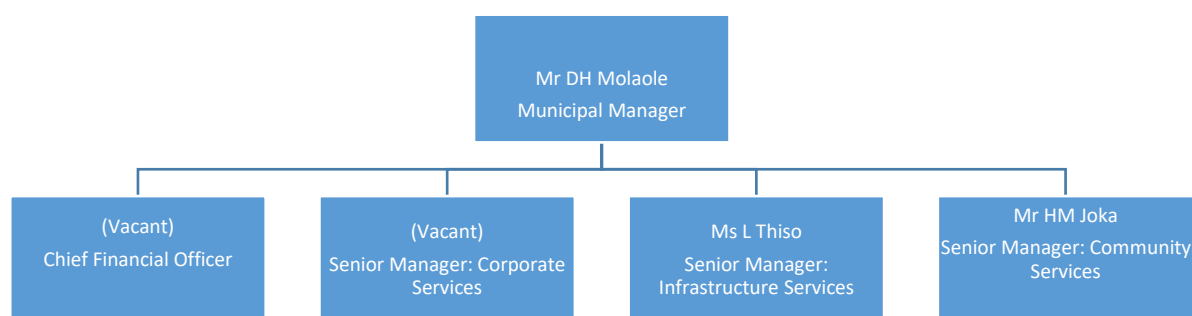 Mr DH Molaole
Municipal Manager
(Vacant)
Chief Financial Officer
(Vacant)
Senior Manager: Corporate
Services
Ms L Thiso
Senior Manager:
Infrastructure Services
Mr HM Joka
Senior Manager: Community
Services